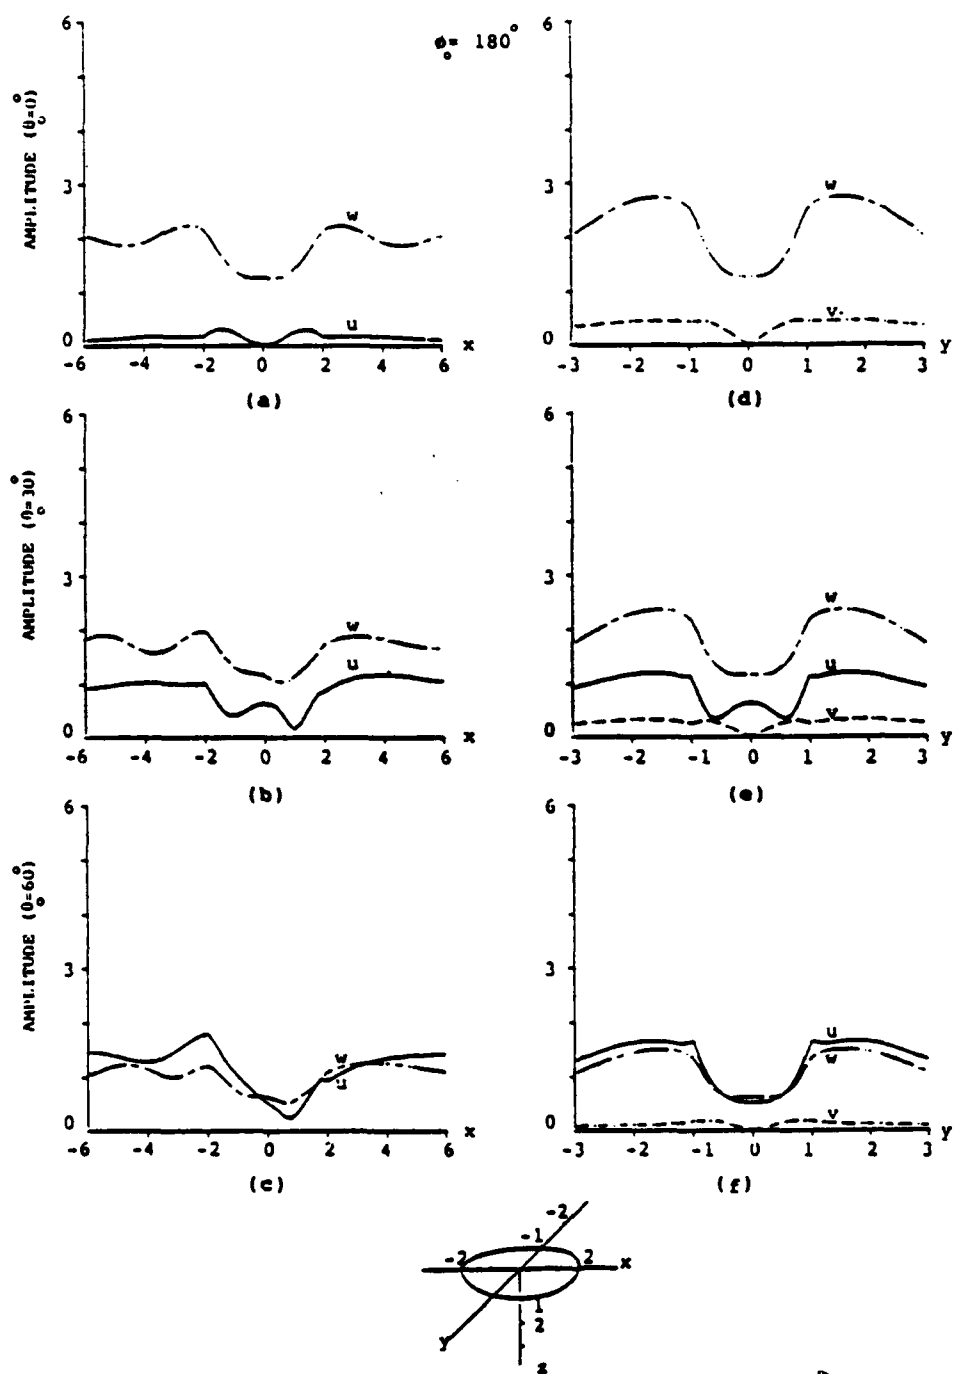 φ₀= 180°
6
3
0
AMPLITUDE (θ₀=0°)
w
u
-6 -4 -2 0 2 4 6 x
(a)
6
3
0
w
v
-3 -2 -1 0 1 2 3 y
(d)
6
3
0
AMPLITUDE (θ₀=30°)
w
u
-6 -4 -2 0 2 4 6 x
(b)
6
3
0
w
u
v
-3 -2 -1 0 1 2 3 y
(e)
6
3
0
AMPLITUDE (θ₀=60°)
w
u
-6 -4 -2 0 2 4 6 x
(c)
6
3
0
u
w
v
-3 -2 -1 0 1 2 3 y
(f)
-2
-1
-2 2 x
1
2
y
z